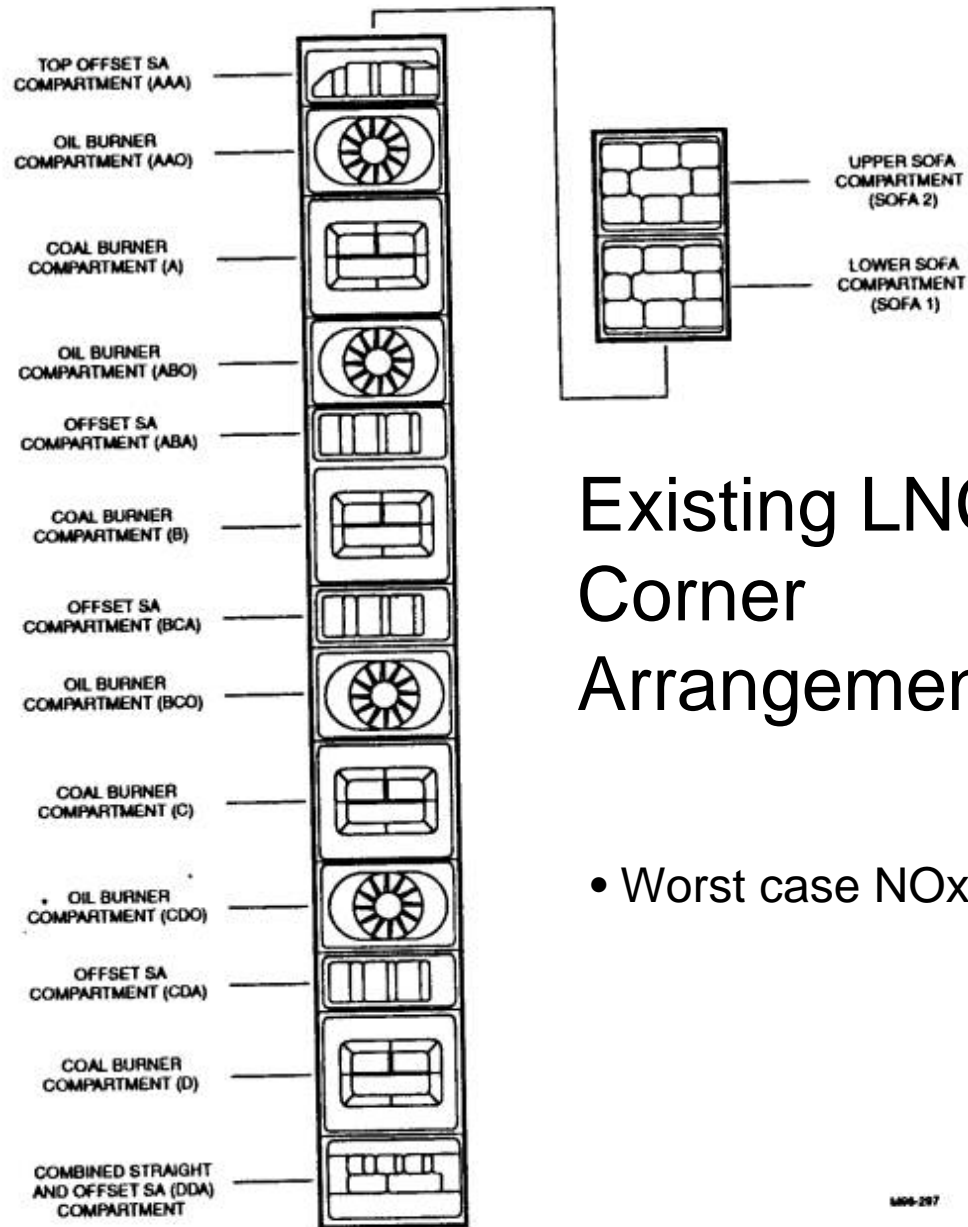 TOP OFFSET SA
COMPARTMENT (AAA)
OIL BURNER
COMPARTMENT (AAO)
COAL BURNER
COMPARTMENT (A)
OIL BURNER
COMPARTMENT (ABO)
OFFSET SA
COMPARTMENT (ABA)
COAL BURNER
COMPARTMENT (B)
OFFSET SA
COMPARTMENT (BCA)
OIL BURNER
COMPARTMENT (BCO)
COAL BURNER
COMPARTMENT (C)
OIL BURNER
COMPARTMENT (CDO)
OFFSET SA
COMPARTMENT (CDA)
COAL BURNER
COMPARTMENT (D)
COMBINED STRAIGHT
AND OFFSET SA (DDA)
COMPARTMENT
UPPER SOFA
COMPARTMENT
(SOFA 2)
LOWER SOFA
COMPARTMENT
(SOFA 1)
Existing
Corner
• Worst case NOx